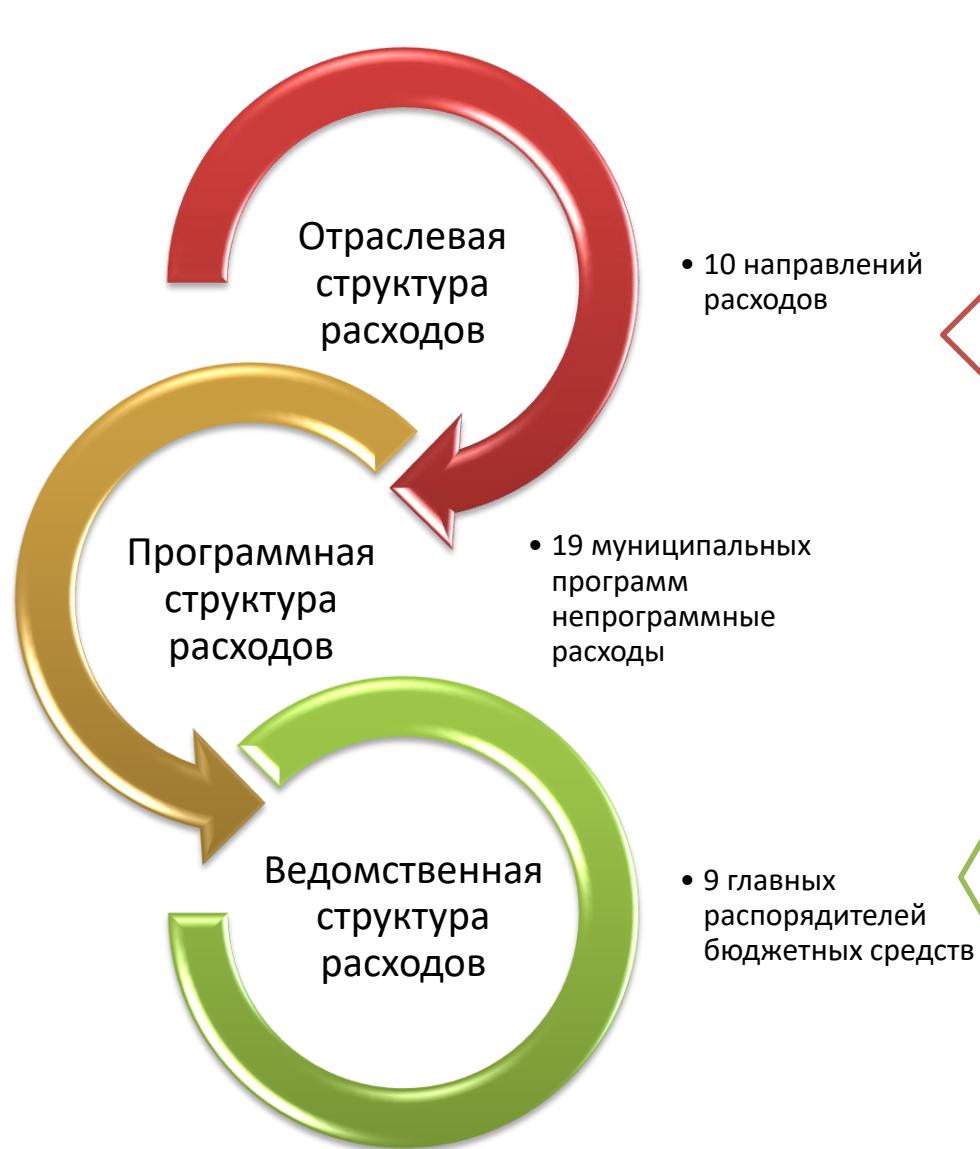 Отраслевая
структура
расходов
• 10 направлений
расходов
Программная
структура
расходов
• 19 муниципальных
программ
непрограммные
расходы
Ведомственная
структура
расходов
• 9 главных
распорядителей
бюджетных средств